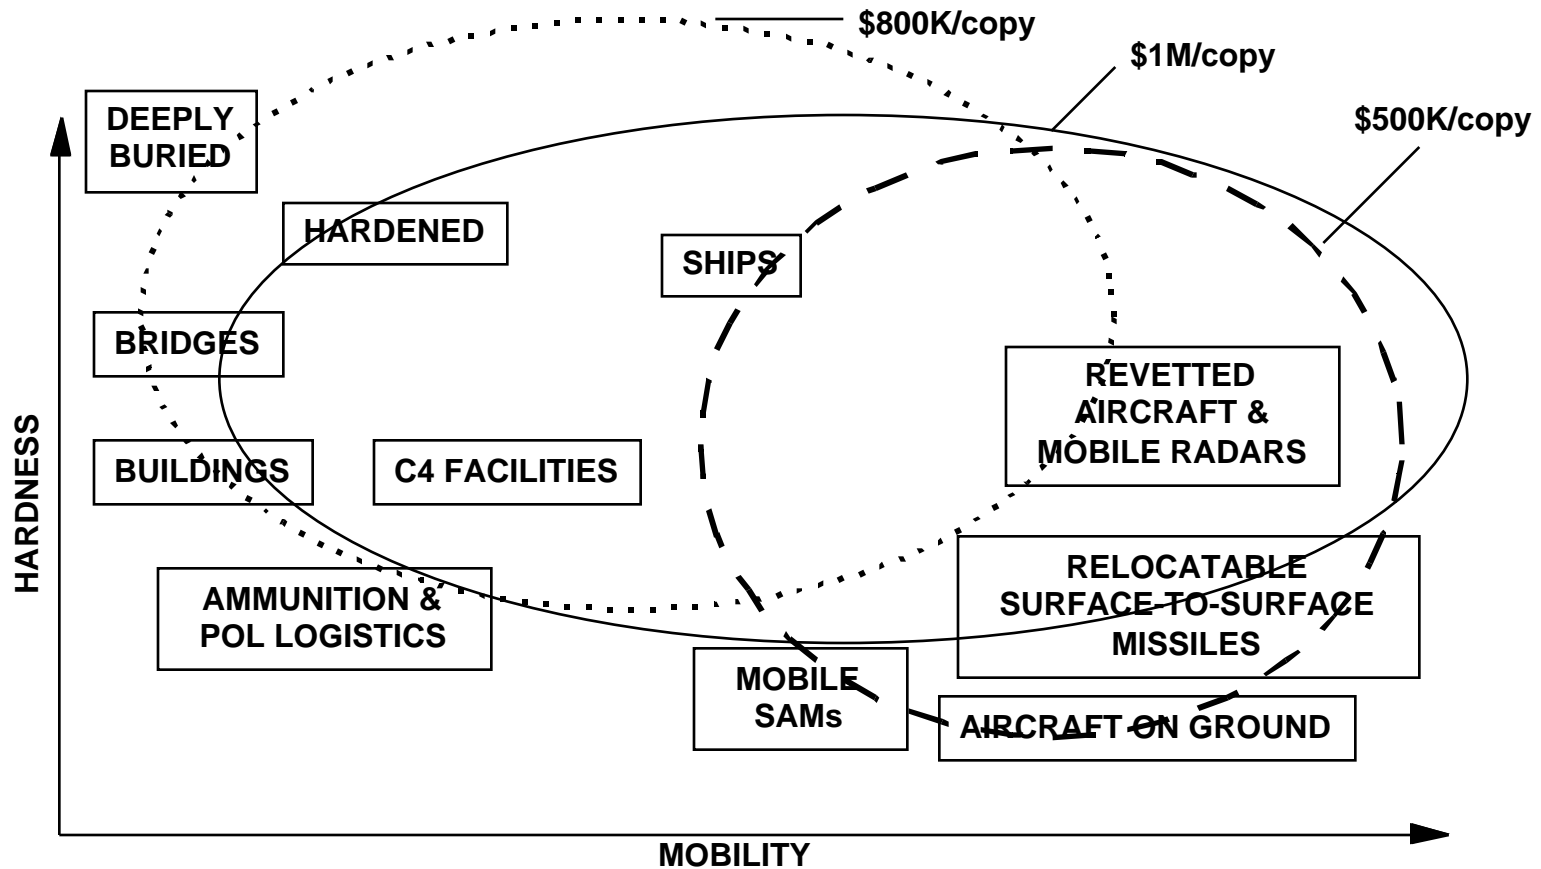 $800K/copy
$1M/copy
$500K/copy
DEEPLY
BURIED
HARDENED
SHIPS
BRIDGES
REVETTED
AIRCRAFT &
MOBILE RADARS
BUILDINGS
C4 FACILITIES
HARDNESS
RELOCATABLE
SURFACE-TO-SURFACE
MISSILES
AMMUNITION &
POL LOGISTICS
MOBILE
SAMs
AIRCRAFT ON GROUND
MOBILITY